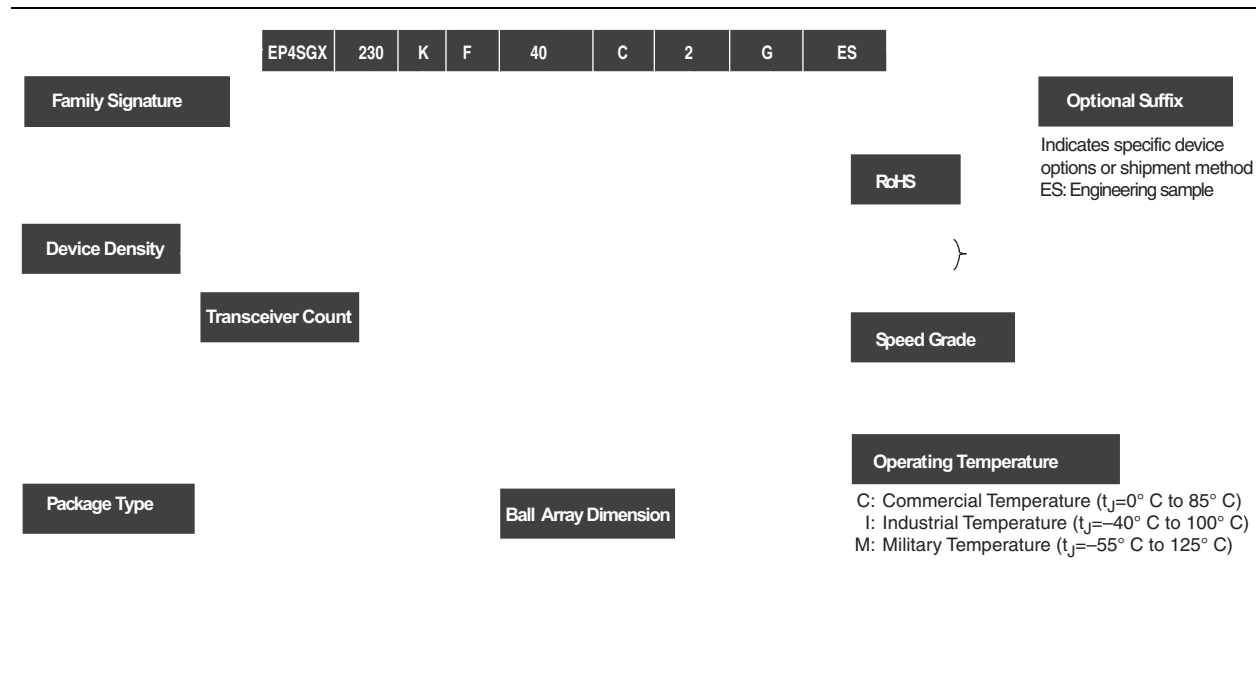 EP4SGX 230 K F 40 C 2 G ES
Family Signature
Optional Suffix
Indicates specific device
options or shipment method
ES: Engineering sample
RoHS
Device Density
Transceiver Count
Speed Grade
Operating Temperature
C: Commercial Temperature (tJ=0° C to 85° C)
I: Industrial Temperature (tJ=–40° C to 100° C)
M: Military Temperature (tJ=–55° C to 125° C)
Package Type
Ball Array Dimension